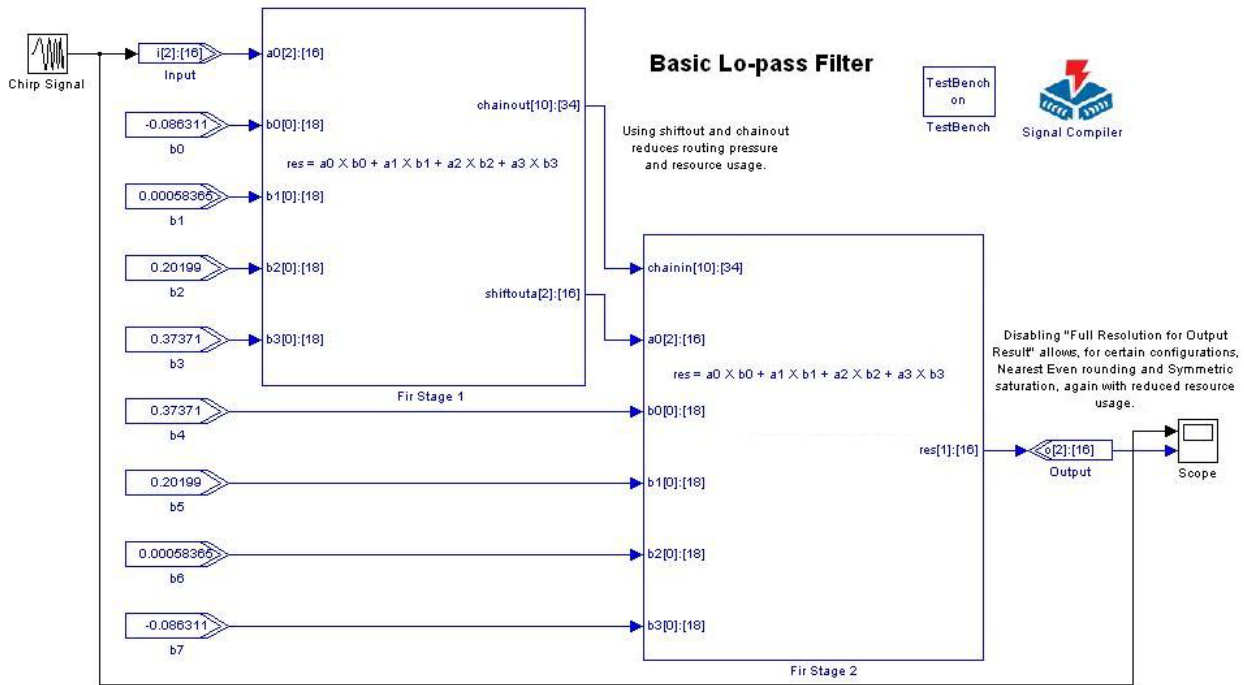 Basic Lo-pass Filter
Chirp Signal
i[2]:[16]
Input
-0.086311
b0
0.00058365
b1
0.20199
b2
0.37371
b3
0.37371
b4
0.20199
b5
0.00058365
b6
-0.086311
b7
a0[2]:[16]
b0[0]:[18]
b1[0]:[18]
b2[0]:[18]
b3[0]:[18]
chainout[10]:[34]
res = a0 X b0 + a1 X b1 + a2 X b2 + a3 X b3
shiftouta[2]:[16]
Fir Stage 1
Using shiftout and chainout
reduces routing pressure
and resource usage.
TestBench
on
TestBench
Signal Compiler
chainin[10]:[34]
a0[2]:[16]
res = a0 X b0 + a1 X b1 + a2 X b2 + a3 X b3
b0[0]:[18]
b1[0]:[18]
b2[0]:[18]
b3[0]:[18]
res[1]:[16]
Fir Stage 2
Disabling "Full Resolution for Output
Result" allows, for certain configurations,
Nearest Even rounding and Symmetric
saturation, again with reduced resource
usage.
o[2]:[16]
Output
Scope